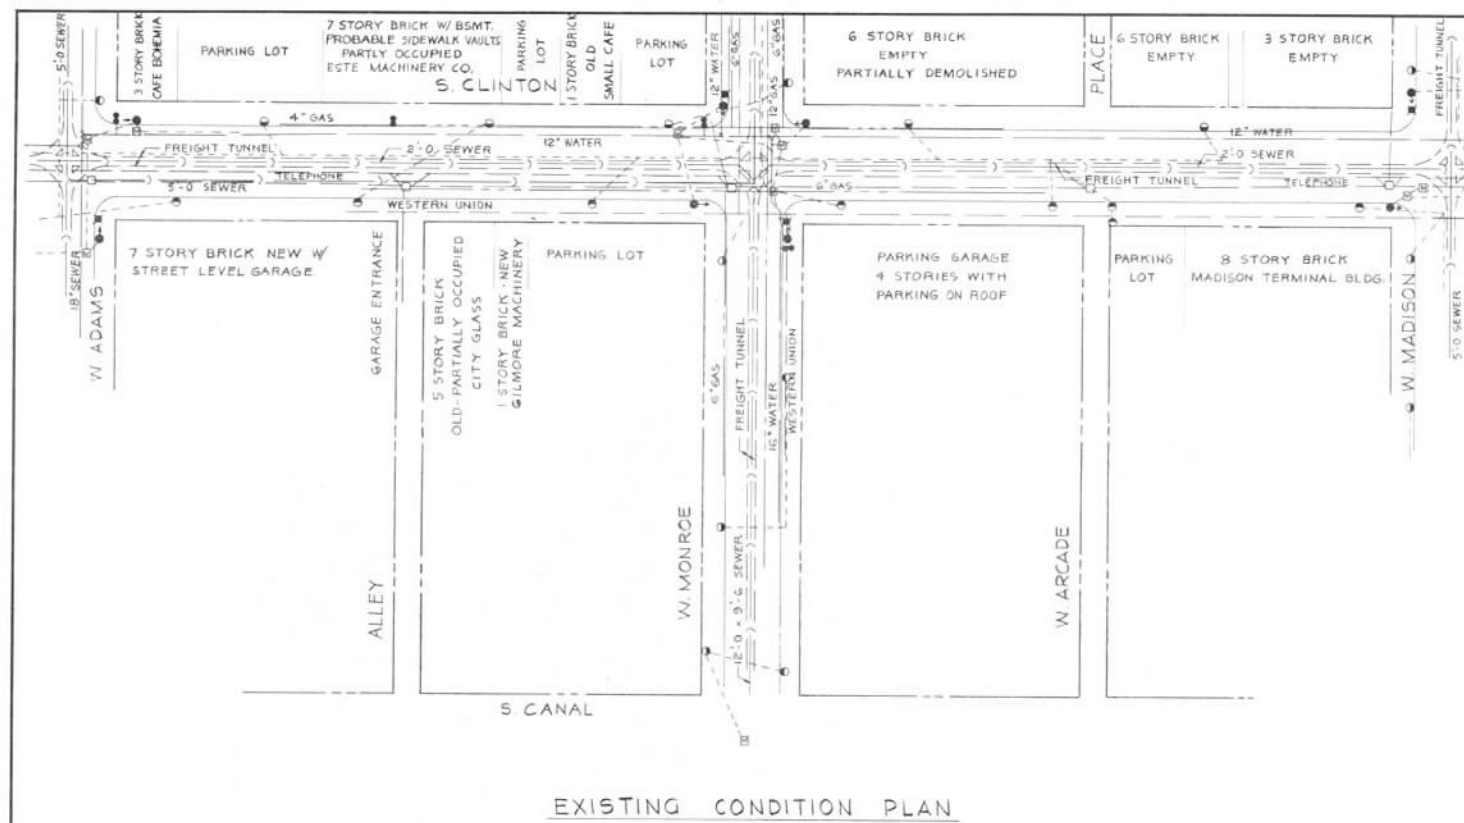 5'-0 SEWER
3 STORY BRICK
CAFE BOHEMIA
PARKING LOT
7 STORY BRICK W/ BSMT.
PROBABLE SIDEWALK VAULTS
PARTLY OCCUPIED
ESTE MACHINERY CO.
PARKING
LOT
1 STORY BRICK
OLD
SMALL CAFE
PARKING
LOT
12" WATER
6" GAS
6" GAS
12" GAS
6 STORY BRICK
EMPTY
PARTIALLY DEMOLISHED
PLACE
6 STORY BRICK
EMPTY
3 STORY BRICK
EMPTY
FREIGHT TUNNEL
S. CLINTON
4" GAS
12" WATER
12" WATER
FREIGHT TUNNEL
2'-0 SEWER
2'-0 SEWER
5'-0 SEWER
TELEPHONE
6" GAS
FREIGHT TUNNEL
TELEPHONE
WESTERN UNION
18" SEWER
W. ADAMS
7 STORY BRICK NEW W/
STREET LEVEL GARAGE
GARAGE ENTRANCE
ALLEY
5 STORY BRICK
OLD-PARTIALLY OCCUPIED
CITY GLASS
1 STORY BRICK-NEW
GILMORE MACHINERY
PARKING LOT
W. MONROE
6" GAS
FREIGHT TUNNEL
16" WATER
WESTERN UNION
12'-0 x 9'-6 SEWER
PARKING GARAGE
4 STORIES WITH
PARKING ON ROOF
W. ARCADE
PARKING
LOT
8 STORY BRICK
MADISON TERMINAL BLDG.
W. MADISON
5'-0 SEWER
S. CANAL
EXISTING CONDITION PLAN